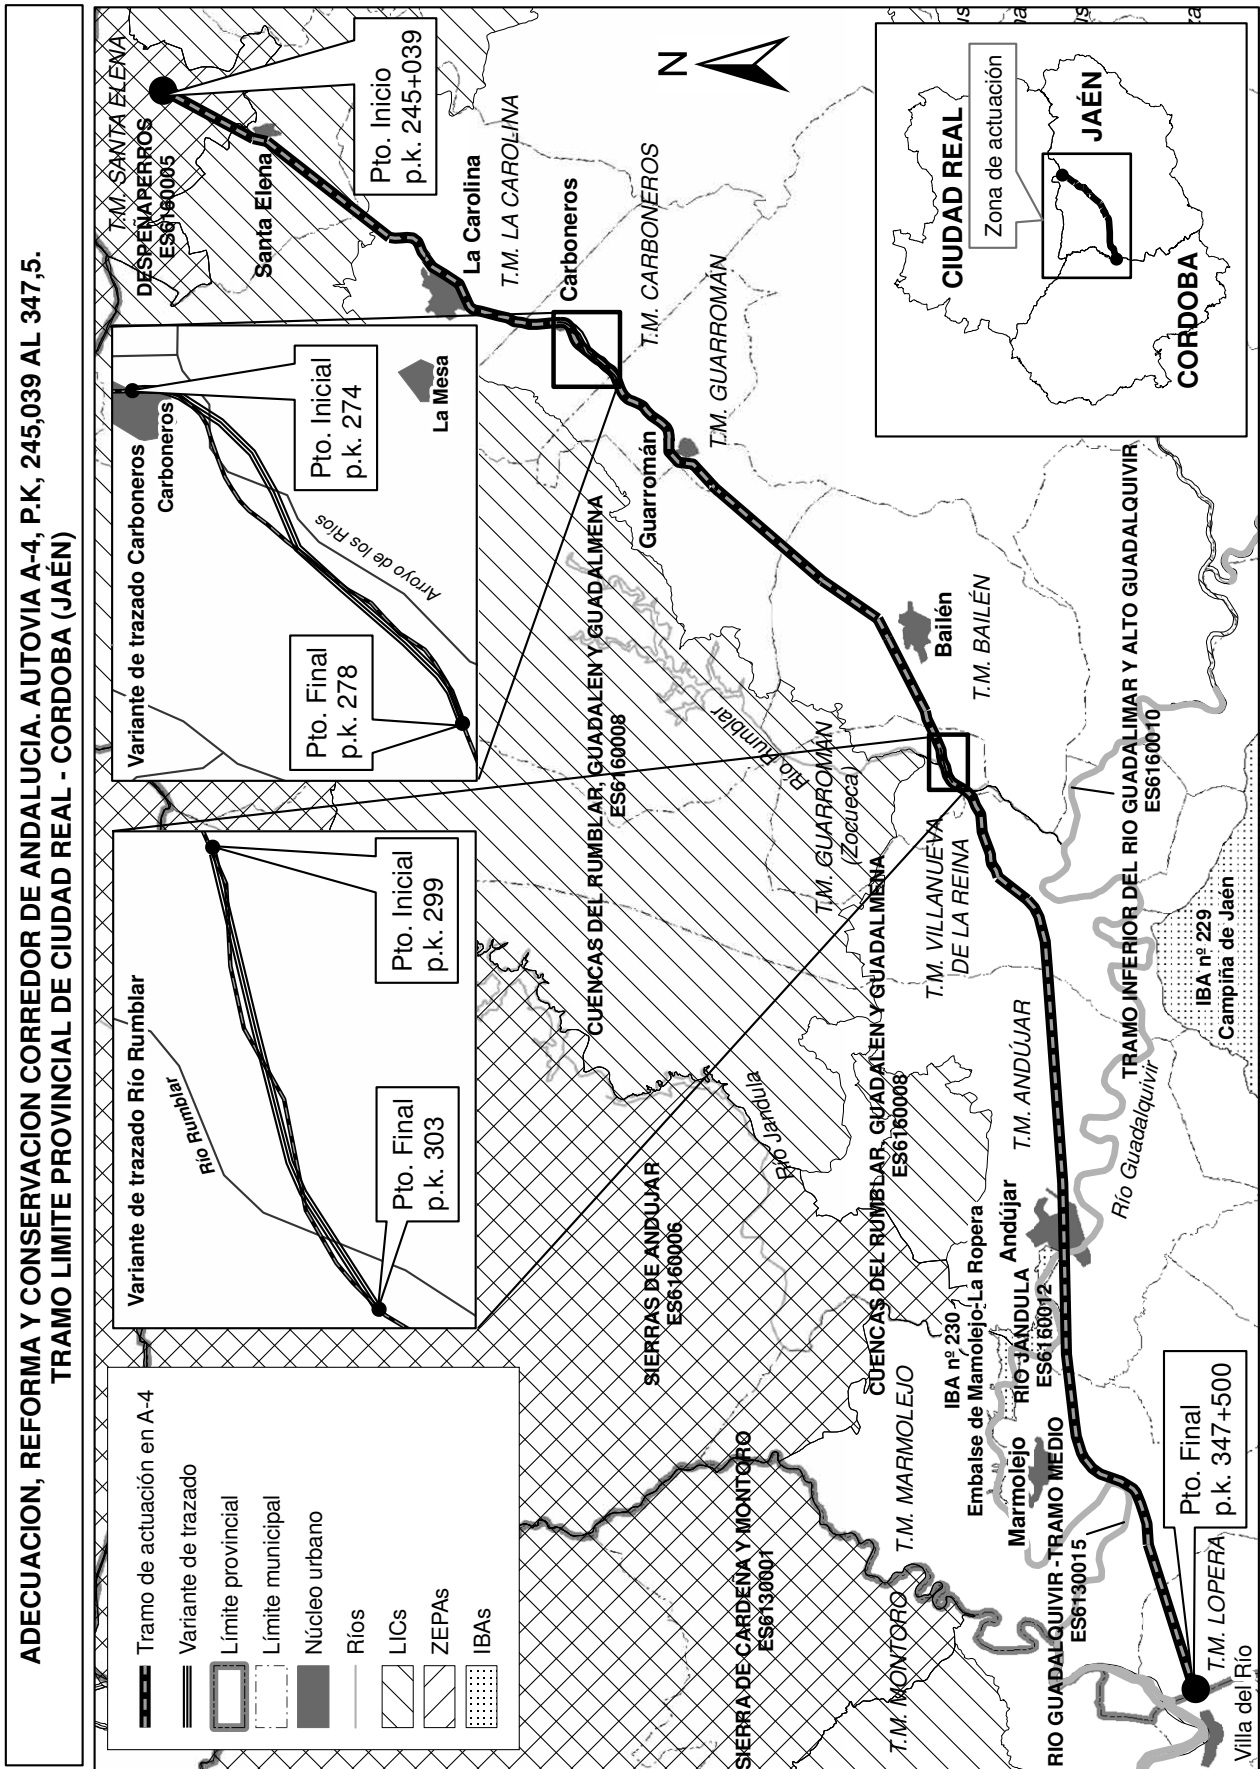 ADECUACION, REFORMA Y CONSERVACION CORREDOR DE ANDALUCIA. AUTOVIA A-4, P.K, 245,039 AL 347,5.
TRAMO LIMITE PROVINCIAL DE CIUDAD REAL - CORDOBA (JAÉN)
Tramo de actuación en A-4
Variante de trazado
Límite provincial
Límite municipal
Núcleo urbano
Ríos
LICs
ZEPAs
IBAs
Variante de trazado Río Rumblar
Río Rumblar
Pto. Inicial
p.k. 299
Pto. Final
p.k. 303
Variante de trazado Carboneros
Carboneros
Pto. Inicial
p.k. 274
La Mesa
Arroyo de los Ríos
Pto. Final
p.k. 278
T.M. SANTA ELENA
DESPEÑAPERROS
ES6160005
Santa Elena
Pto. Inicio
p.k. 245+039
La Carolina
T.M. LA CAROLINA
Carboneros
T.M. CARBONEROS
T.M. GUARROMÁN
Guarromán
N
CUENCAS DEL RUMBLAR, GUADALEN Y GUADALMENA
ES6160008
Río Rumblar
T.M. GUARROMÁN
(Zocueca)
Bailén
T.M. BAILÉN
T.M. VILLANUEVA
DE LA REINA
CUENCAS DEL RUMBLAR, GUADALEN Y GUADALMENA
ES6160008
SIERRAS DE ANDUJAR
ES6160006
Río Jandula
T.M. ANDÚJAR
Andújar
Río Guadalquivir
TRAMO INFERIOR DEL RIO GUADALIMAR Y ALTO GUADALQUIVIR
ES6160010
IBA nº 229
Campiña de Jaén
IBA nº 230
Embalse de Mamolejo-La Ropera
RIO JANDULA
ES6160012
T.M. MARMOLEJO
Marmolejo
SIERRA DE CARDEÑA Y MONTORO
ES6130001
T.M. MONTORO
RIO GUADALQUIVIR - TRAMO MEDIO
ES6130015
Pto. Final
p.k. 347+500
T.M. LOPERA
Villa del Río
Zona de actuación
CIUDAD REAL
JAÉN
CORDOBA